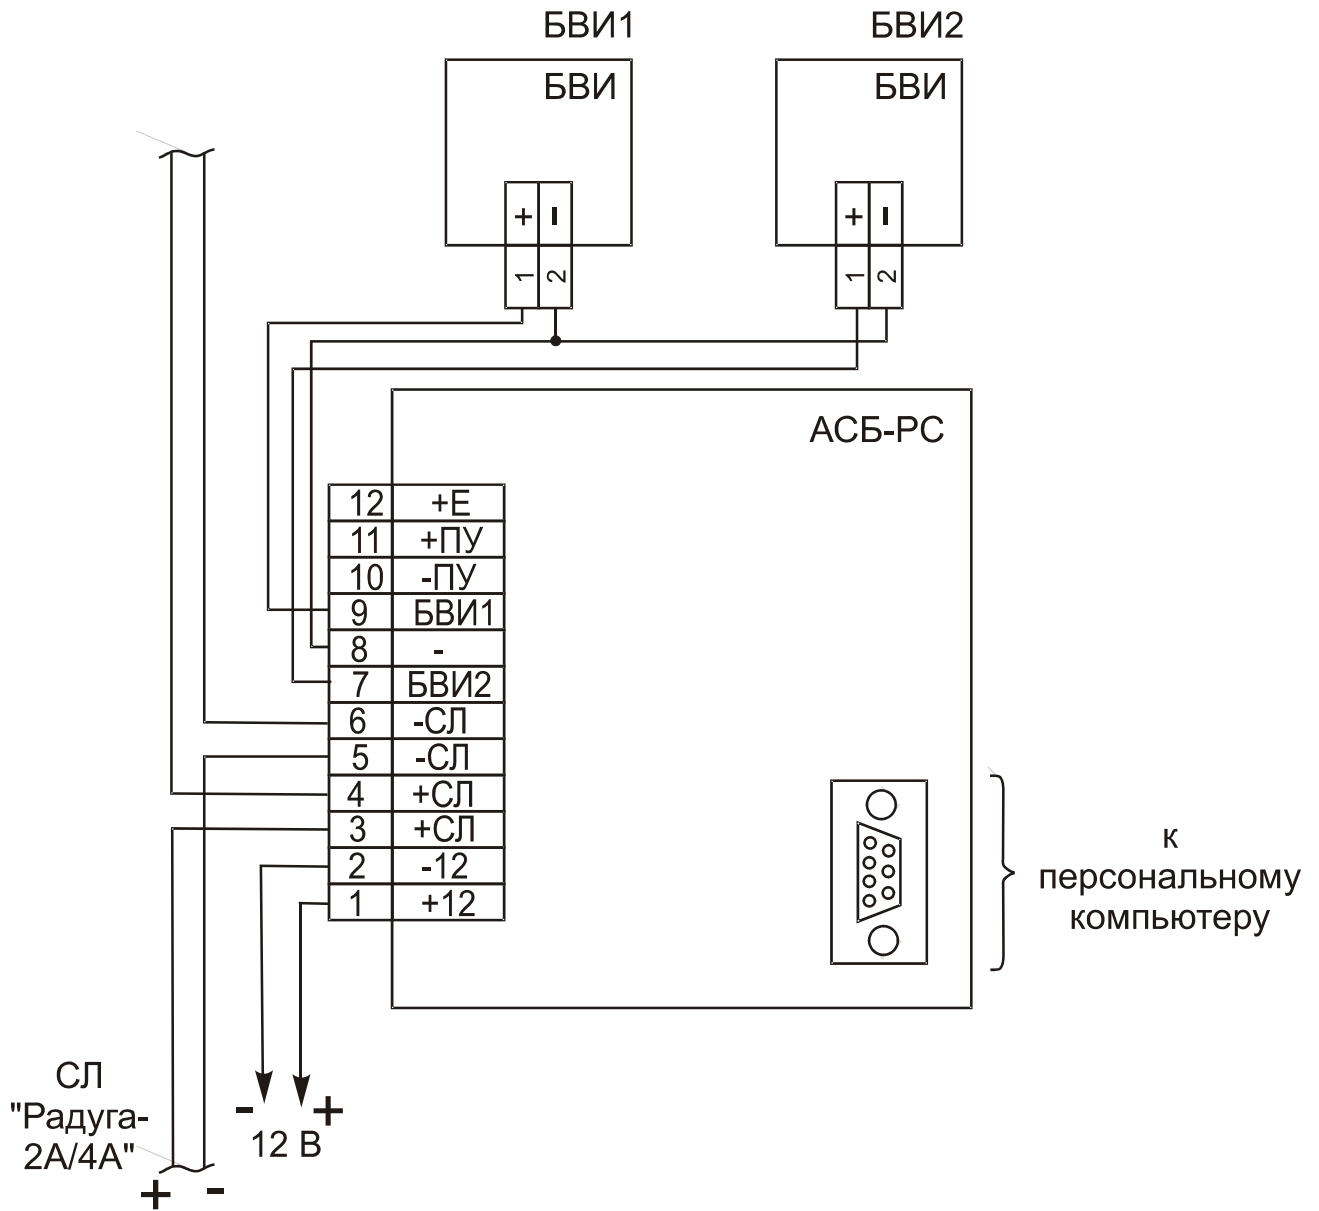 БВИ1
БВИ2
БВИ
БВИ
+ -
+ -
1 2
1 2
АСБ-РС
12 +Е
11 +ПУ
10 -ПУ
9 БВИ1
8 -
7 БВИ2
6 -СЛ
5 -СЛ
4 +СЛ
3 +СЛ
2 -12
1 +12
к
персональному
компьютеру
СЛ
"Радуга-
2А/4А"
+ -
- +
12 В